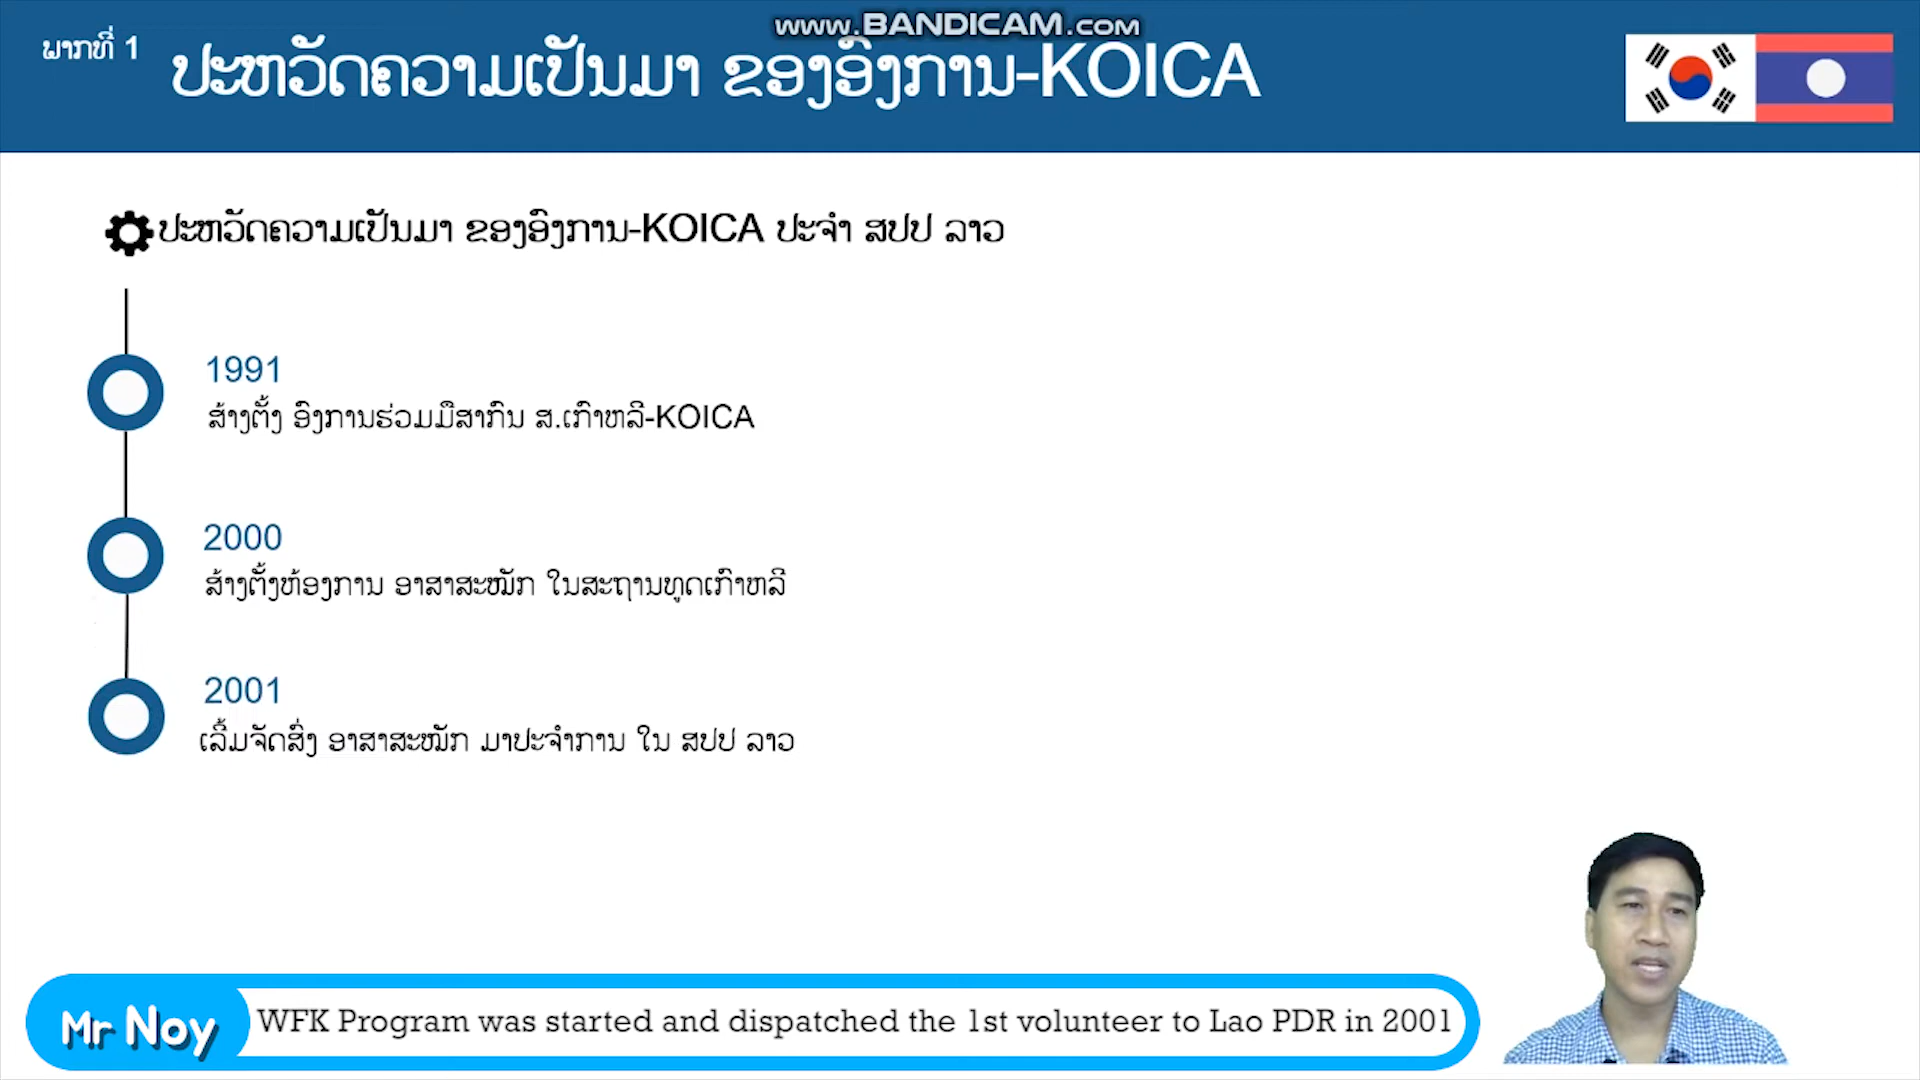 www.BANDICAM.com
ພາກທີ່ 1
ປະຫວັດຄວາມເປັນມາ ຂອງອົງການ-KOICA
ປະຫວັດຄວາມເປັນມາ ຂອງອົງການ-KOICA ປະຈຳ ສປປ ລາວ
1991
ສ້າງຕັ້ງ ອົງການຮ່ວມມືສາກົນ ສ.ເກົາຫລີ-KOICA
2000
ສ້າງຕັ້ງຫ້ອງການ ອາສາສະໝັກ ໃນສະຖານທູດເກົາຫລີ
2001
ເລີ້ມຈັດສົ່ງ ອາສາສະໝັກ ມາປະຈຳການ ໃນ ສປປ ລາວ
Mr Noy
WFK Program was started and dispatched the 1st volunteer to Lao PDR in 2001